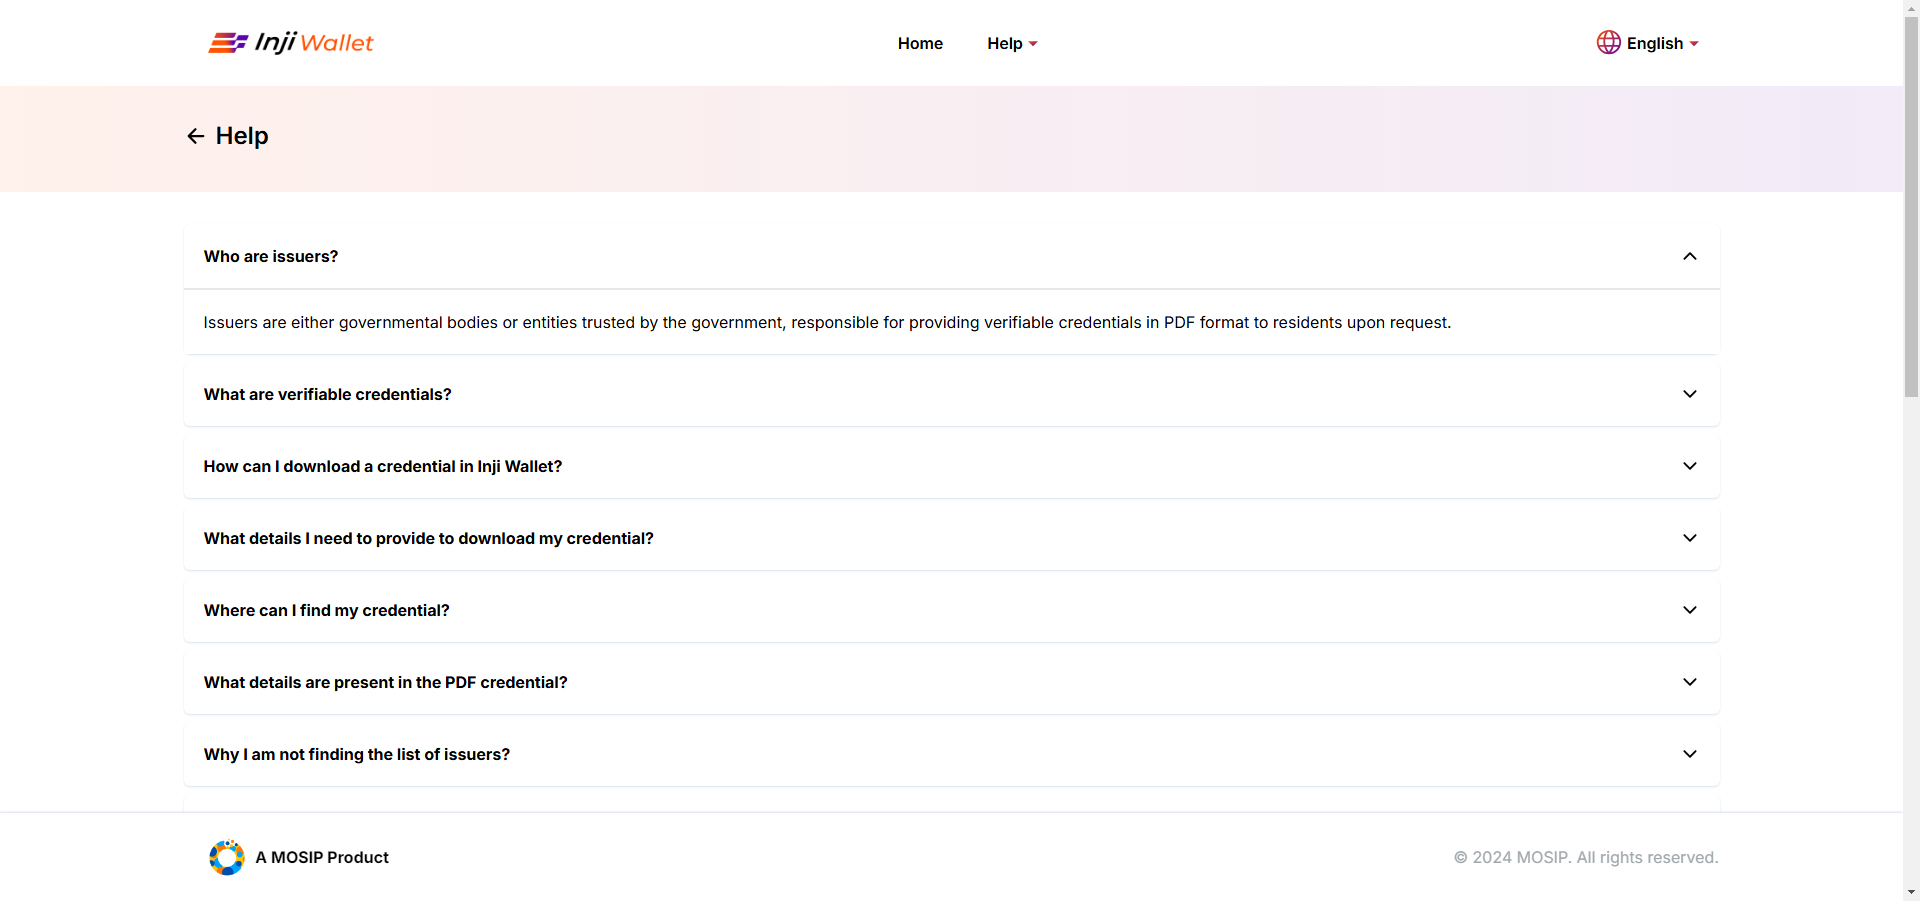 Inji Wallet
Home
Help
English
Help
Who are issuers?
Issuers are either governmental bodies or entities trusted by the government, responsible for providing verifiable credentials in PDF format to residents upon request.
What are verifiable credentials?
How can I download a credential in Inji Wallet?
What details I need to provide to download my credential?
Where can I find my credential?
What details are present in the PDF credential?
Why I am not finding the list of issuers?
A MOSIP Product
© 2024 MOSIP. All rights reserved.